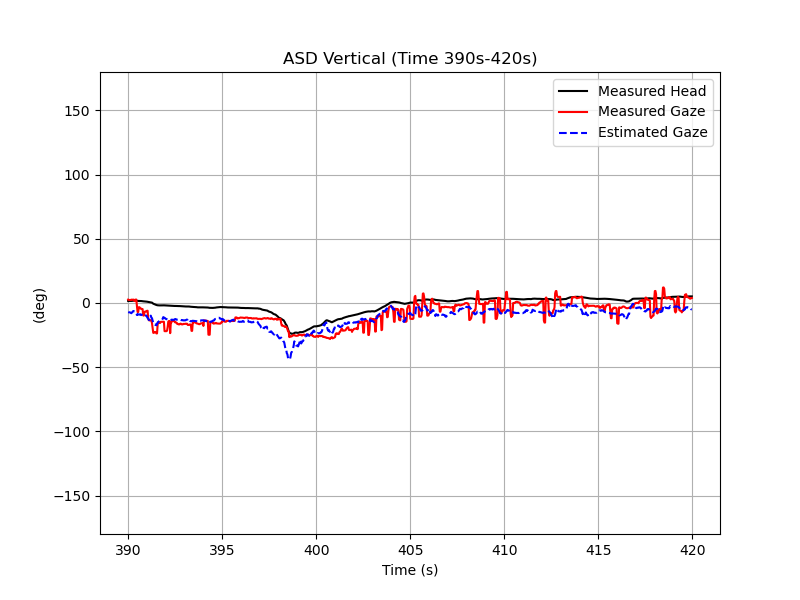 ASD Vertical (Time 390s-420s)
Measured Head
Measured Gaze
Estimated Gaze
150
100
50
0
−50
−100
−150
(deg)
390
395
400
405
410
415
420
Time (s)